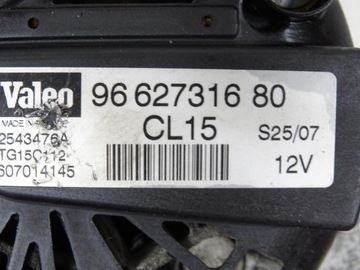 Valeo
96 627316 80
MADE IN
CL15
S25/07
2543476A
TG15C112
607014145
12V